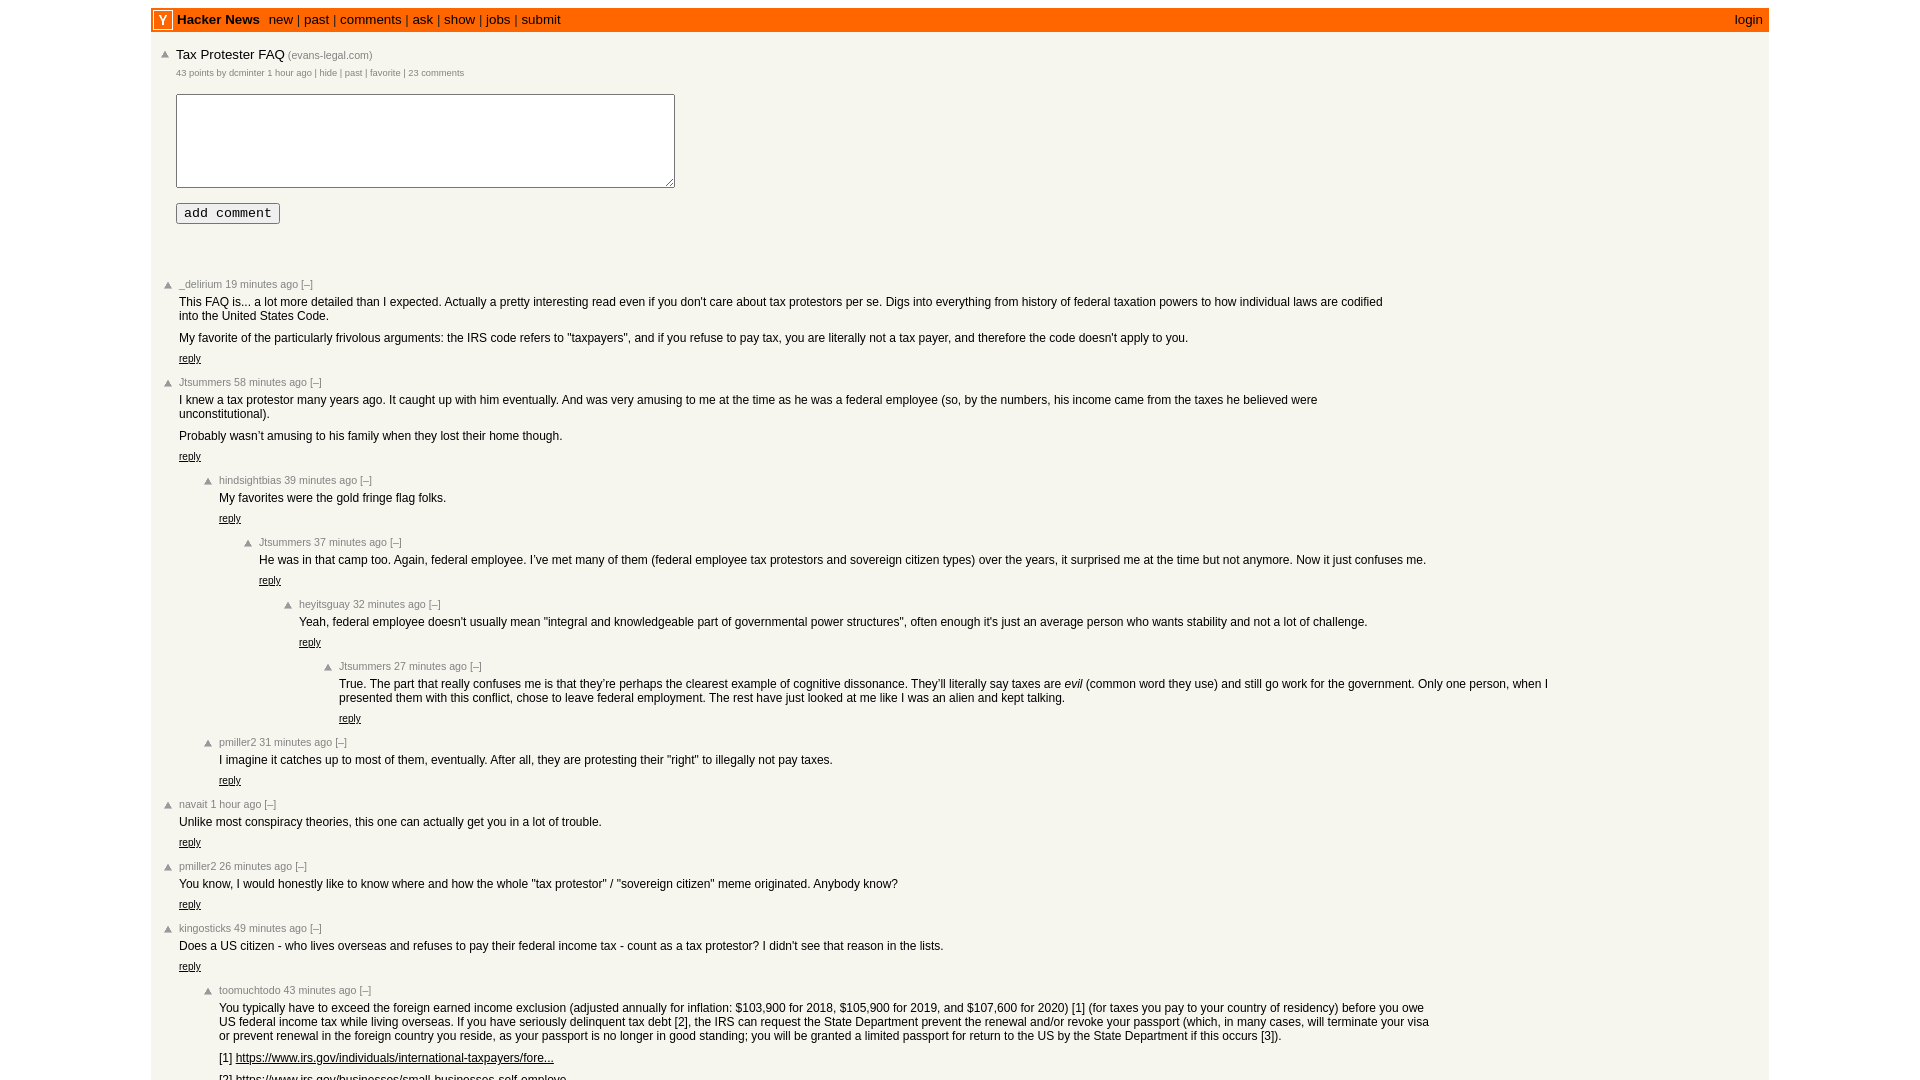 Y Hacker News new | past | comments | ask | show | jobs | submit login
Tax Protester FAQ (evans-legal.com)
43 points by dcminter 1 hour ago | hide | past | favorite | 23 comments
add comment
_delirium 19 minutes ago [–]
This FAQ is... a lot more detailed than I expected. Actually a pretty interesting read even if you don't care about tax protestors per se. Digs into everything from history of federal taxation powers to how individual laws are codified
into the United States Code.
My favorite of the particularly frivolous arguments: the IRS code refers to "taxpayers", and if you refuse to pay tax, you are literally not a tax payer, and therefore the code doesn't apply to you.
reply
Jtsummers 58 minutes ago [–]
I knew a tax protestor many years ago. It caught up with him eventually. And was very amusing to me at the time as he was a federal employee (so, by the numbers, his income came from the taxes he believed were
unconstitutional).
Probably wasn’t amusing to his family when they lost their home though.
reply
hindsightbias 39 minutes ago [–]
My favorites were the gold fringe flag folks.
reply
Jtsummers 37 minutes ago [–]
He was in that camp too. Again, federal employee. I’ve met many of them (federal employee tax protestors and sovereign citizen types) over the years, it surprised me at the time but not anymore. Now it just confuses me.
reply
heyitsguay 32 minutes ago [–]
Yeah, federal employee doesn't usually mean "integral and knowledgeable part of governmental power structures", often enough it's just an average person who wants stability and not a lot of challenge.
reply
Jtsummers 27 minutes ago [–]
True. The part that really confuses me is that they’re perhaps the clearest example of cognitive dissonance. They’ll literally say taxes are evil (common word they use) and still go work for the government. Only one person, when I
presented them with this conflict, chose to leave federal employment. The rest have just looked at me like I was an alien and kept talking.
reply
pmiller2 31 minutes ago [–]
I imagine it catches up to most of them, eventually. After all, they are protesting their "right" to illegally not pay taxes.
reply
navait 1 hour ago [–]
Unlike most conspiracy theories, this one can actually get you in a lot of trouble.
reply
pmiller2 26 minutes ago [–]
You know, I would honestly like to know where and how the whole "tax protestor" / "sovereign citizen" meme originated. Anybody know?
reply
kingosticks 49 minutes ago [–]
Does a US citizen - who lives overseas and refuses to pay their federal income tax - count as a tax protestor? I didn't see that reason in the lists.
reply
toomuchtodo 43 minutes ago [–]
You typically have to exceed the foreign earned income exclusion (adjusted annually for inflation: $103,900 for 2018, $105,900 for 2019, and $107,600 for 2020) [1] (for taxes you pay to your country of residency) before you owe
US federal income tax while living overseas. If you have seriously delinquent tax debt [2], the IRS can request the State Department prevent the renewal and/or revoke your passport (which, in many cases, will terminate your visa
or prevent renewal in the foreign country you reside, as your passport is no longer in good standing; you will be granted a limited passport for return to the US by the State Department if this occurs [3]).
[1] https://www.irs.gov/individuals/international-taxpayers/fore...
[2] https://www.irs.gov/businesses/small-businesses-self-employe...